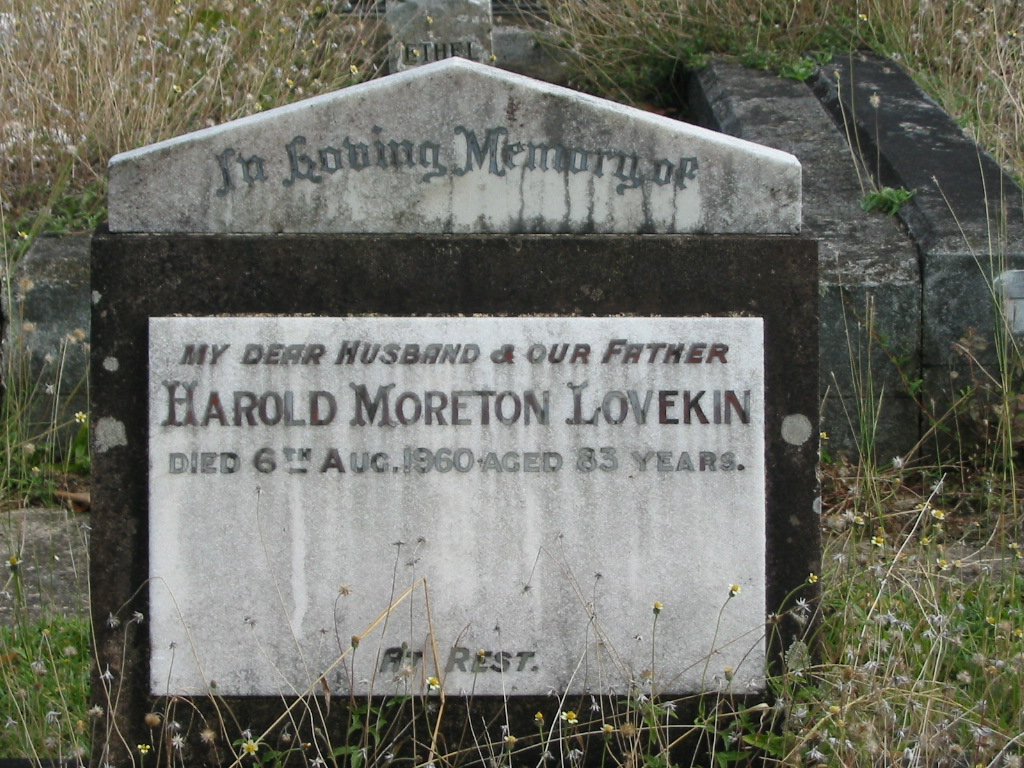 ETHEL
In Loving Memory of
MY DEAR HUSBAND & OUR FATHER
HAROLD MORETON LOVEKIN
DIED 6TH AUG. 1960 · AGED 83 YEARS.
AT REST.